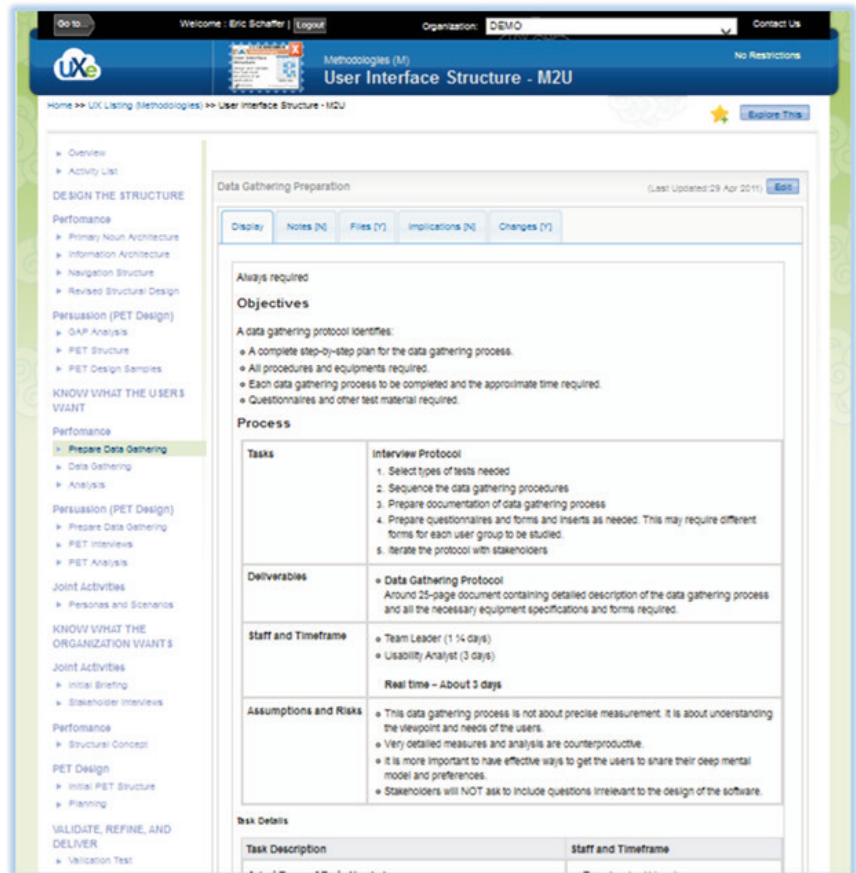 Go to...
Welcome : Eric Schaffer | Logout
Organization: DEMO
Contact Us
UXe
Methodologies (M)
No Restrictions
User Interface Structure - M2U
Home >> UX Listing (Methodologies) >> User Interface Structure - M2U
Explore This
Overview
Activity List
DESIGN THE STRUCTURE
Perfomance
Primary Noun Architecture
Information Architecture
Navigation Structure
Revised Structural Design
Persuasion (PET Design)
GAP Analysis
PET Structure
PET Design Samples
KNOW WHAT THE USERS
WANT
Perfomance
Prepare Data Gathering
Data Gathering
Analysis
Persuasion (PET Design)
Prepare Data Gathering
PET Interviews
PET Analysis
Joint Activities
Personas and Scenarios
KNOW WHAT THE
ORGANIZATION WANTS
Joint Activities
Initial Briefing
Stakeholder Interviews
Perfomance
Structural Concept
PET Design
Initial PET Structure
Planning
VALIDATE, REFINE, AND
DELIVER
Validation Test
Data Gathering Preparation
(Last Updated:29 Apr 2011) Edit
Display Notes [N] Files [Y] Implications [N] Changes [Y]
Always required
Objectives
A data gathering protocol identifies:
A complete step-by-step plan for the data gathering process.
All procedures and equipments required.
Each data gathering process to be completed and the approximate time required.
Questionnaires and other test material required.
Process
Tasks
Interview Protocol
1. Select types of tests needed
2. Sequence the data gathering procedures
3. Prepare documentation of data gathering process
4. Prepare questionnaires and forms and inserts as needed. This may require different
forms for each user group to be studied.
5. Iterate the protocol with stakeholders
Deliverables
Data Gathering Protocol
Around 25-page document containing detailed description of the data gathering process
and all the necessary equipment specifications and forms required.
Staff and Timeframe
Team Leader (1 ¼ days)
Usability Analyst (3 days)
Real time – About 3 days
Assumptions and Risks
This data gathering process is not about precise measurement. It is about understanding
the viewpoint and needs of the users.
Very detailed measures and analysis are counterproductive.
It is more important to have effective ways to get the users to share their deep mental
model and preferences.
Stakeholders will NOT ask to include questions irrelevant to the design of the software.
Task Details
Task Description
Staff and Timeframe